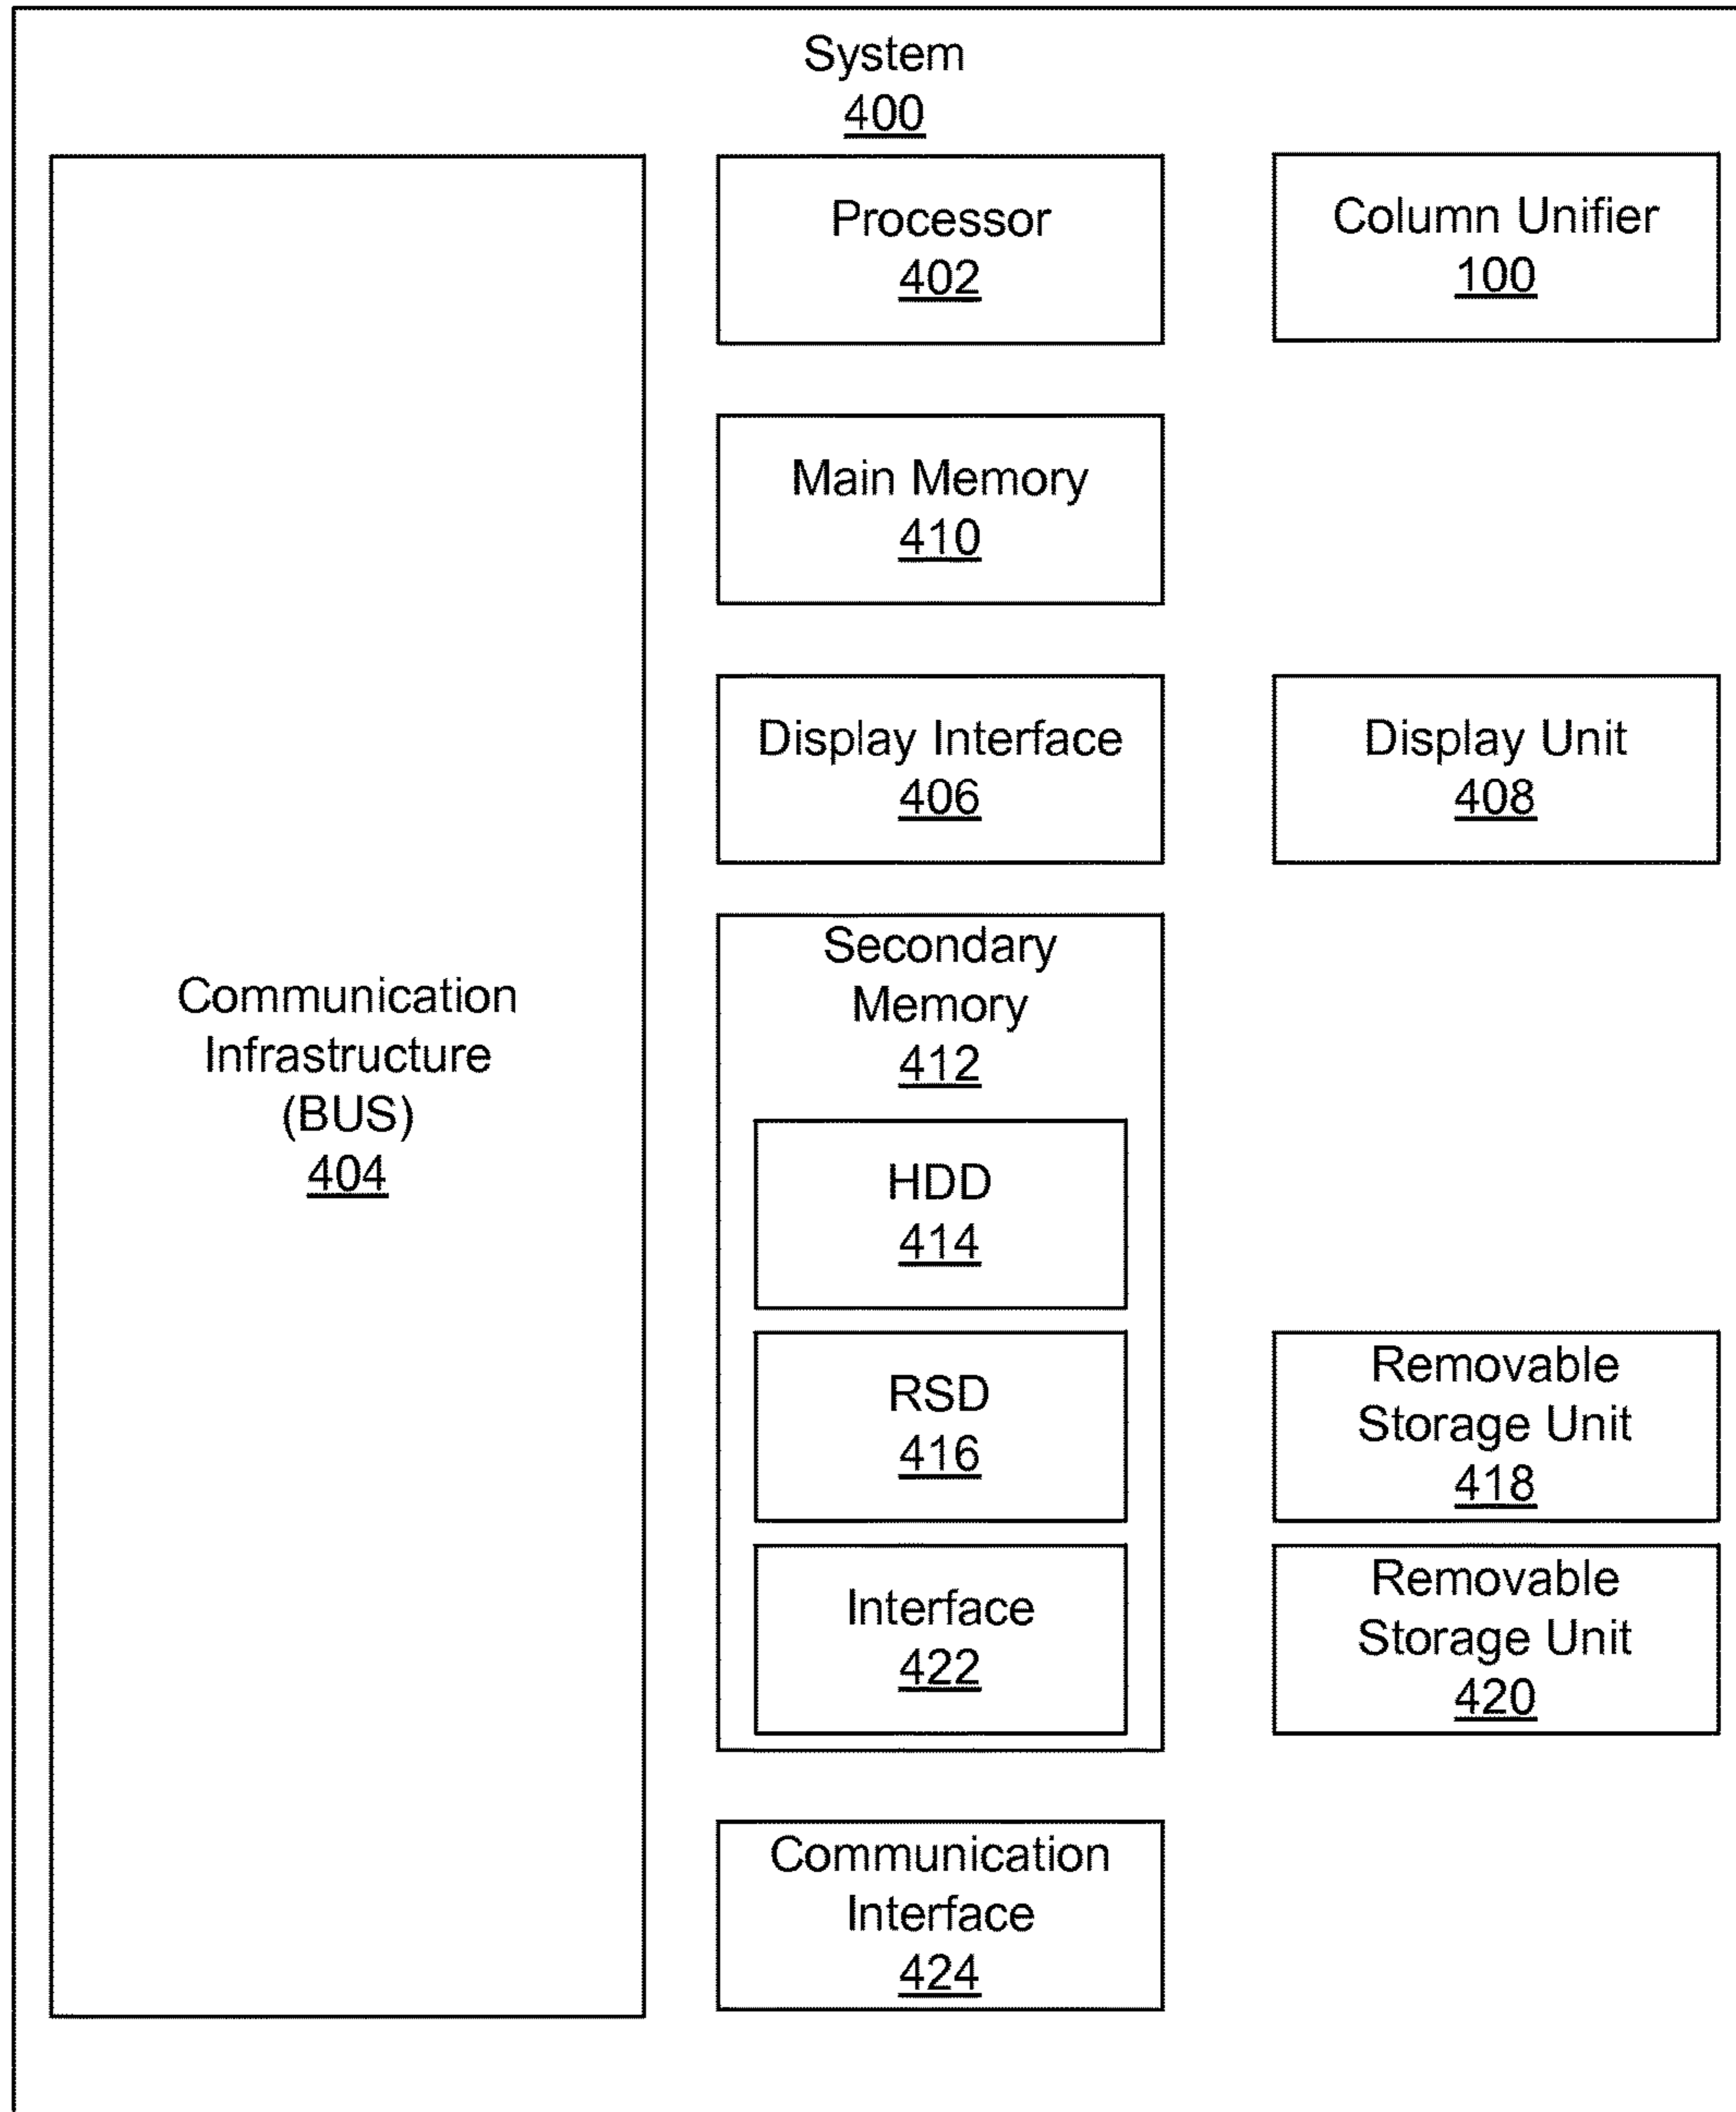 System
400
Processor
402
Column Unifier
100
Main Memory
410
Display Interface
406
Display Unit
408
Communication
Infrastructure
(BUS)
404
Secondary
Memory
412
HDD
414
RSD
416
Removable
Storage Unit
418
Interface
422
Removable
Storage Unit
420
Communication
Interface
424